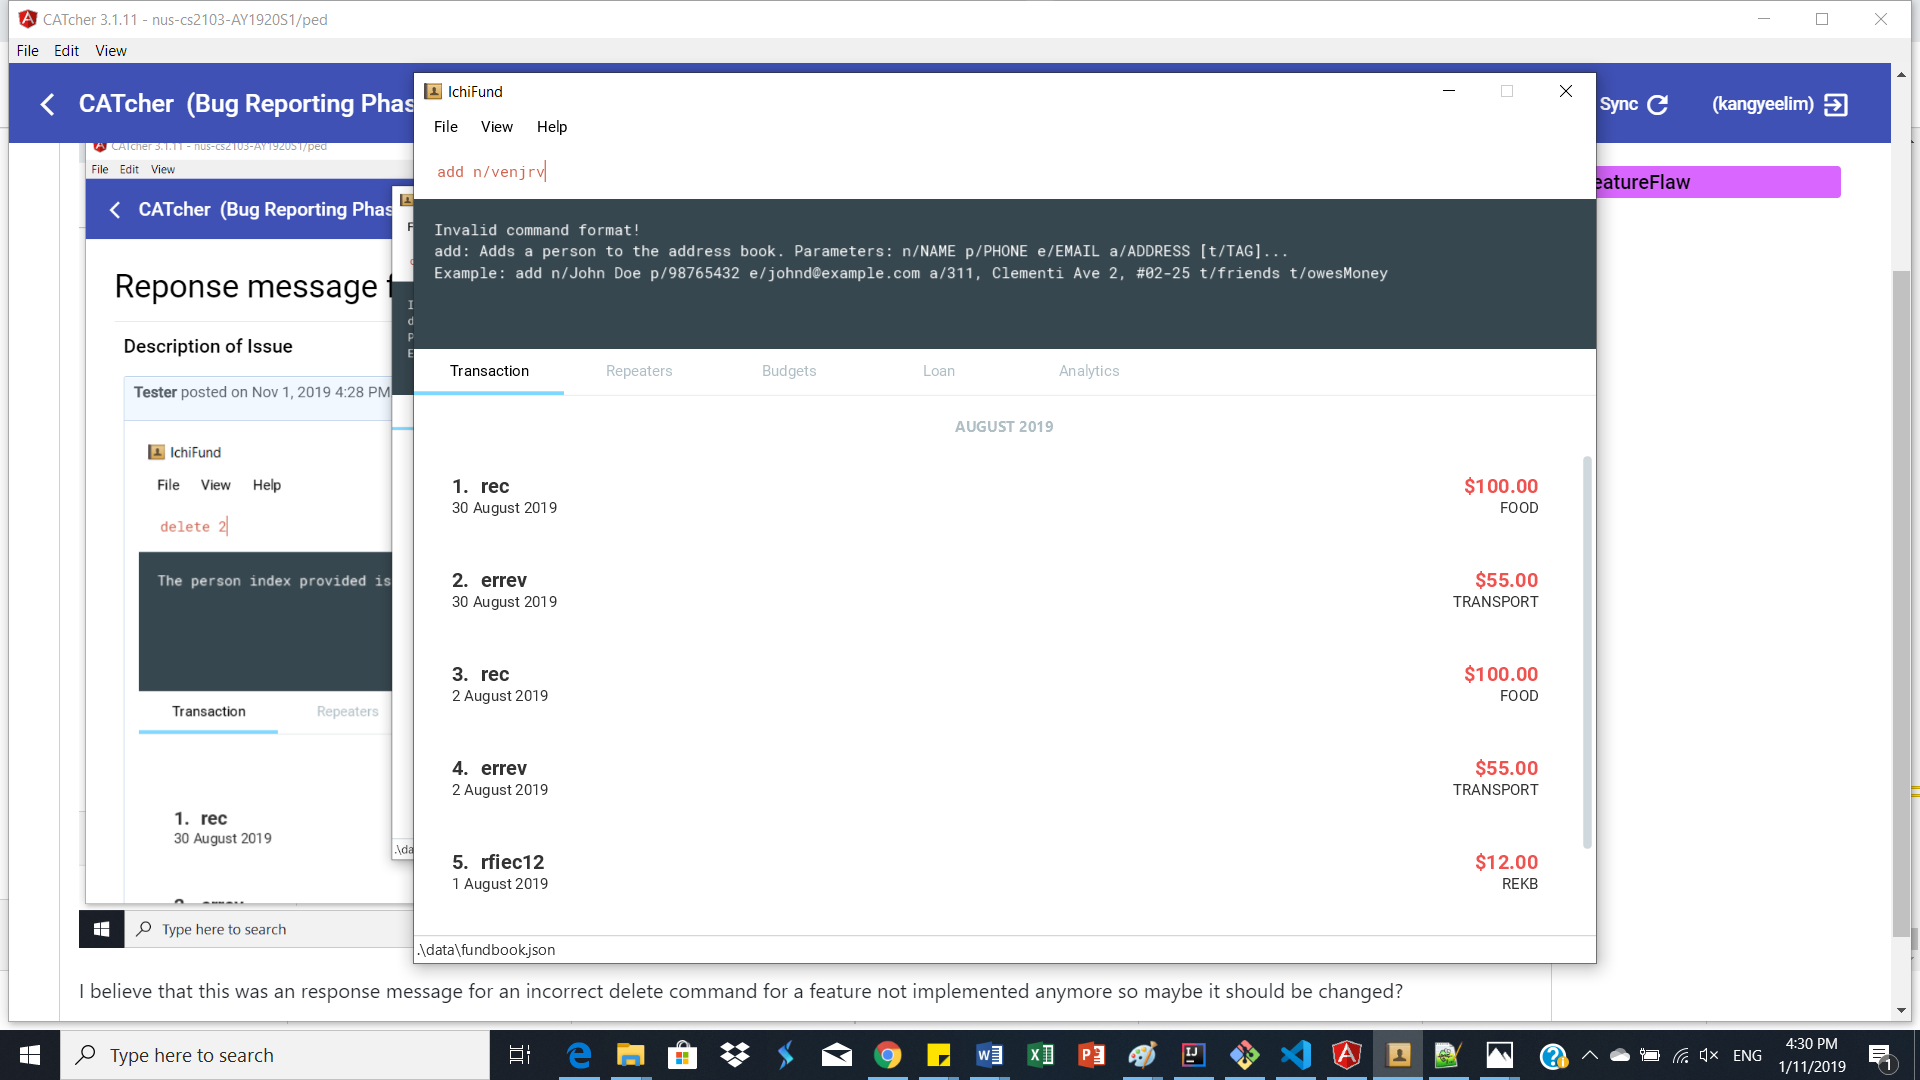 CATcher 3.1.11 - nus-cs2103-AY1920S1/ped
File Edit View
CATcher (Bug Reporting Phas
Sync
(kangyeelim)
CATcher 3.1.11 - nus-cs2103-AY1920S1/ped
File Edit View
CATcher (Bug Reporting Phas
Reponse message
Description of Issue
Tester posted on Nov 1, 2019 4:28 PM
IchiFund
File View Help
delete 2
The person index provided is
Transaction Repeaters
1. rec
30 August 2019
2. errev
Type here to search
IchiFund
File View Help
add n/venjrv
Invalid command format!
add: Adds a person to the address book. Parameters: n/NAME p/PHONE e/EMAIL a/ADDRESS [t/TAG]...
Example: add n/John Doe p/98765432 e/johnd@example.com a/311, Clementi Ave 2, #02-25 t/friends t/owesMoney
Transaction Repeaters Budgets Loan Analytics
AUGUST 2019
1. rec $100.00
30 August 2019 FOOD
2. errev $55.00
30 August 2019 TRANSPORT
3. rec $100.00
2 August 2019 FOOD
4. errev $55.00
2 August 2019 TRANSPORT
5. rfiec12 $12.00
1 August 2019 REKB
.\data\fundbook.json
.\da
eatureFlaw
I believe that this was an response message for an incorrect delete command for a feature not implemented anymore so maybe it should be changed?
Type here to search
ENG
4:30 PM
1/11/2019
1